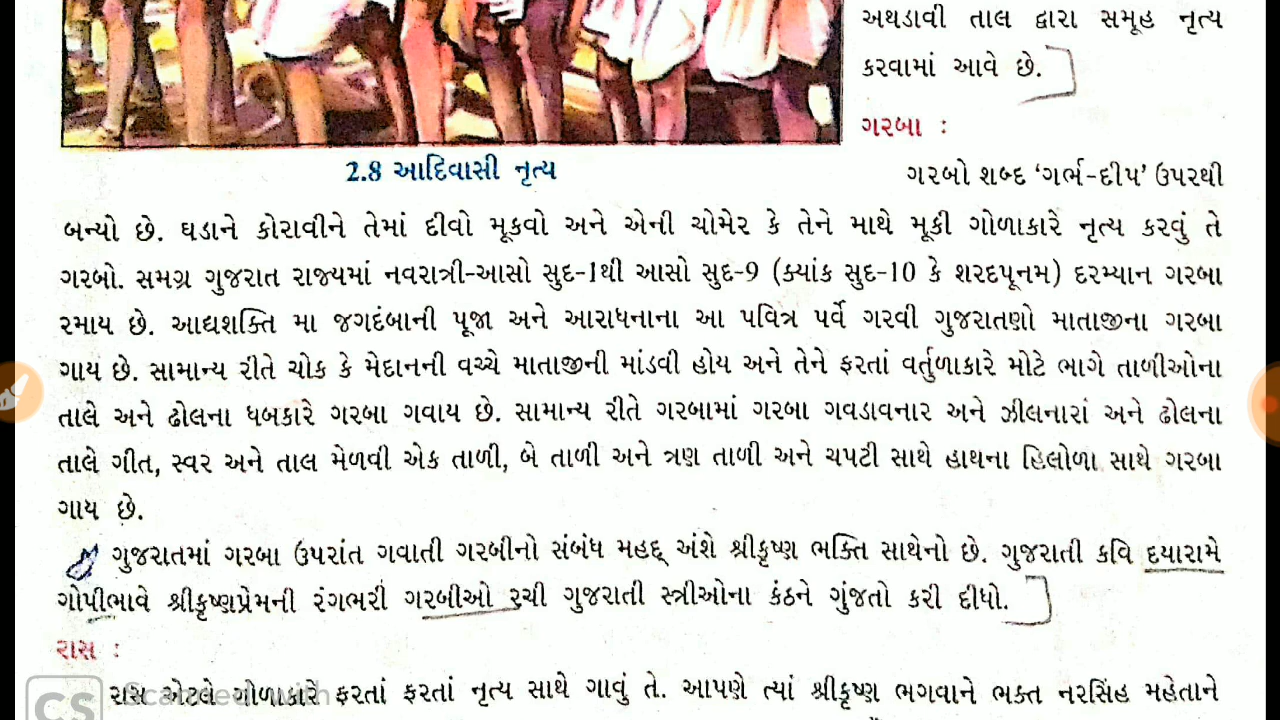 અથડાવી તાલ દ્વારા સમૂહ નૃત્ય
કરવામાં આવે છે.
ગરબા :
2.8 આદિવાસી નૃત્ય
ગરબો શબ્દ ‘ગર્ભ-દીપ’ ઉપરથી
બન્યો છે. ઘડાને કોરાવીને તેમાં દીવો મૂકવો અને એની ચોમેર કે તેને માથે મૂકી ગોળાકારે નૃત્ય કરવું તે
ગરબો. સમગ્ર ગુજરાત રાજ્યમાં નવરાત્રી-આસો સુદ-1થી આસો સુદ-9 (ક્યાંક સુદ-10 કે શરદપૂનમ) દરમ્યાન ગરબા
રમાય છે. આદ્યશક્તિ મા જગદંબાની પૂજા અને આરાધનાના આ પવિત્ર પર્વે ગરવી ગુજરાતણો માતાજીના ગરબા
ગાય છે. સામાન્ય રીતે ચોક કે મેદાનની વચ્ચે માતાજીની માંડવી હોય અને તેને ફરતાં વર્તુળાકારે મોટે ભાગે તાળીઓના
તાલે અને ઢોલના ધબકારે ગરબા ગવાય છે. સામાન્ય રીતે ગરબામાં ગરબા ગવડાવનાર અને ઝીલનારાં અને ઢોલના
તાલે ગીત, સ્વર અને તાલ મેળવી એક તાળી, બે તાળી અને ત્રણ તાળી અને ચપટી સાથે હાથના હિલોળા સાથે ગરબા
ગાય છે.
ગુજરાતમાં ગરબા ઉપરાંત ગવાતી ગરબીનો સંબંધ મહદ્ અંશે શ્રીકૃષ્ણ ભક્તિ સાથેનો છે. ગુજરાતી કવિ દયારામે
ગોપીભાવે શ્રીકૃષ્ણપ્રેમની રંગભરી ગરબીઓ રચી ગુજરાતી સ્ત્રીઓના કંઠને ગુંજતો કરી દીધો.
રાસ :
રાસ એટલે ગોળાકારે ફરતાં ફરતાં નૃત્ય સાથે ગાવું તે. આપણે ત્યાં શ્રીકૃષ્ણ ભગવાને ભક્ત નરસિંહ મહેતાને
CS Scanned with